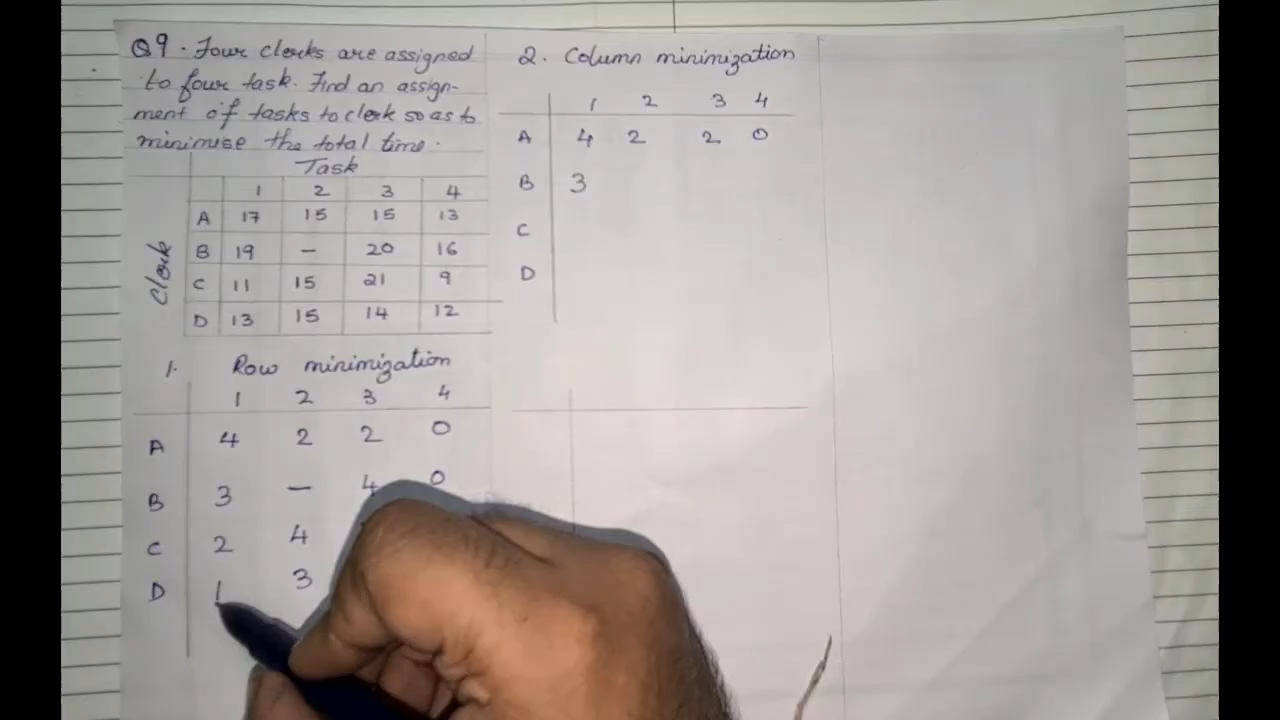 Q9. Four clerks are assigned
to four task. Find an assign-
ment of tasks to clerk so as to
minimise the total time.
Task
1 2 3 4
A 17 15 15 13
B 19 — 20 16
C 11 15 21 9
D 13 15 14 12
Clerk
1. Row minimization
1 2 3 4
A 4 2 2 0
B 3 — 4 0
C 2 4
D 1 3
2. Column minimization
1 2 3 4
A 4 2 2 0
B 3
C
D